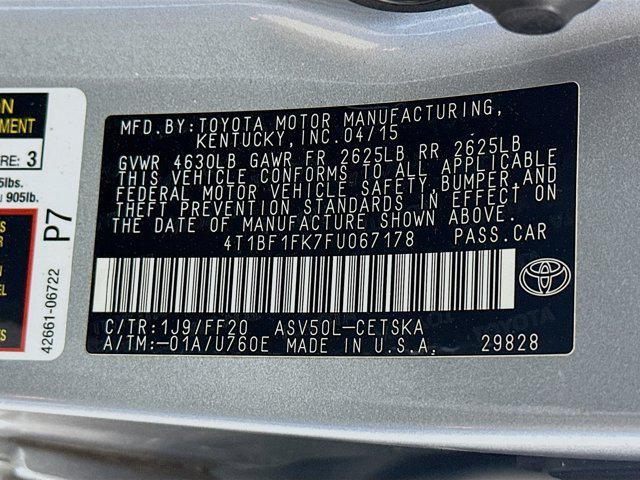 MFD.BY:TOYOTA MOTOR MANUFACTURING,
KENTUCKY,INC.04/15
GVWR 4630LB GAWR FR 2625LB RR 2625LB
THIS VEHICLE CONFORMS TO ALL APPLICABLE
FEDERAL MOTOR VEHICLE SAFETY,BUMPER,AND
THEFT PREVENTION STANDARDS IN EFFECT ON
THE DATE OF MANUFACTURE SHOWN ABOVE.
4T1BF1FK7FU067178 PASS.CAR
C/TR:1J9/FF20 ASV50L-CETSKA
A/TM:-01A/U760E MADE IN U.S.A. 29828
P7
42661-06722
3
905lb.